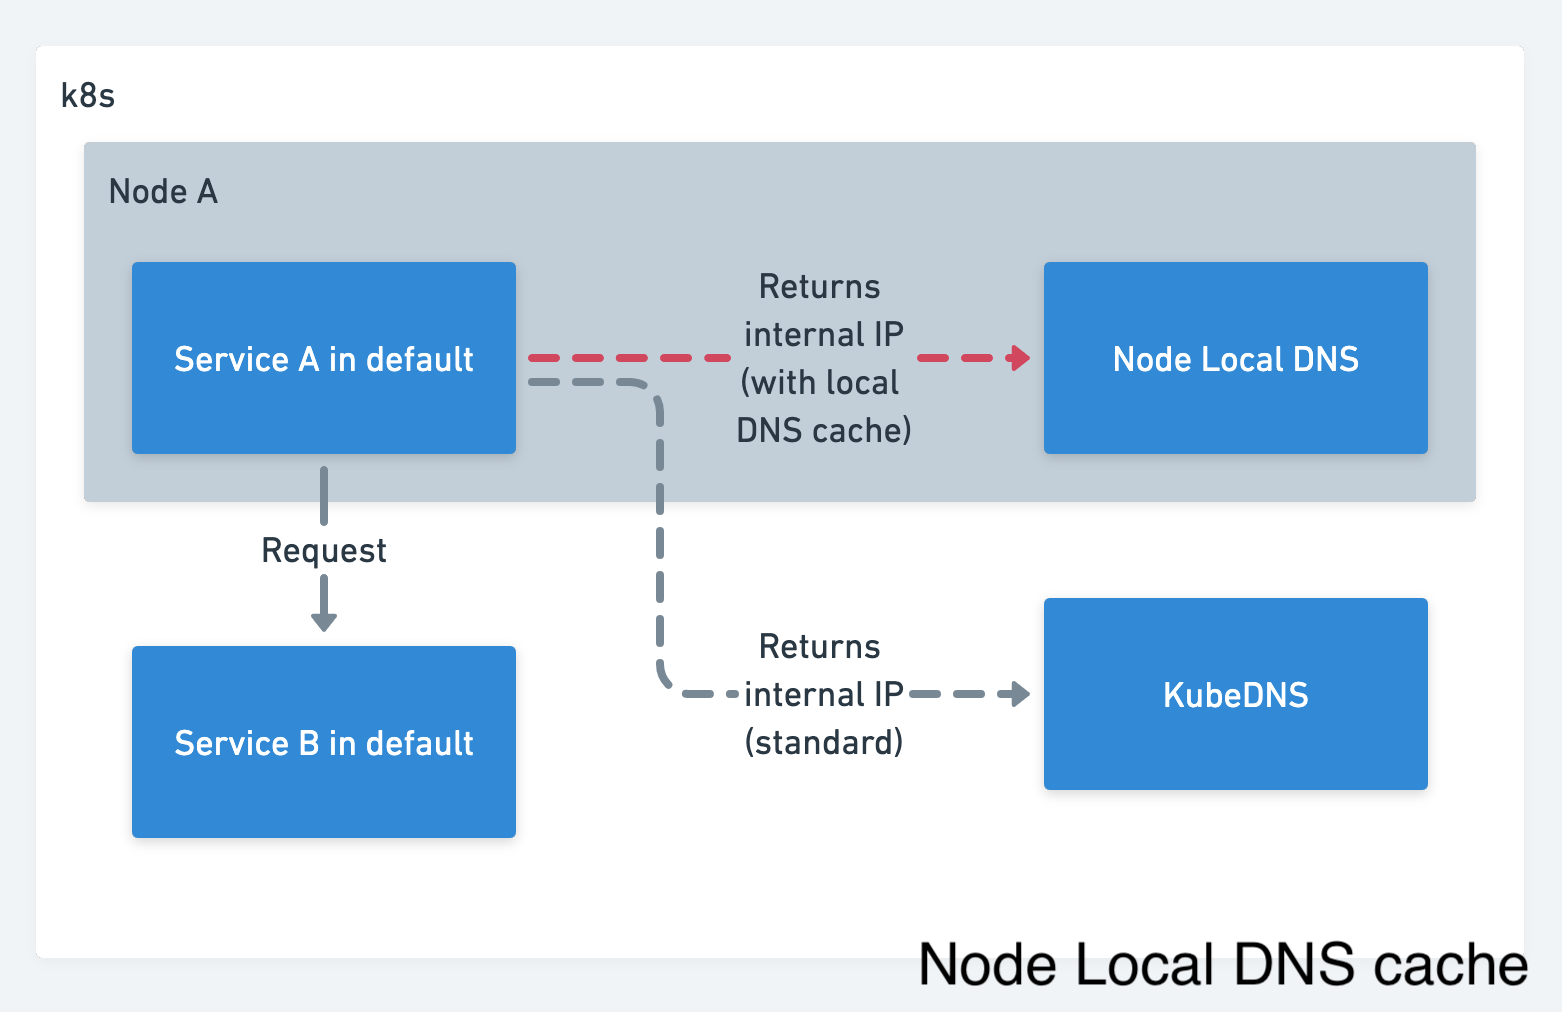 k8s
Node A
Service A in default
Returns
internal IP
(with local
DNS cache)
Node Local DNS
Request
Service B in default
Returns
internal IP
(standard)
KubeDNS
Node Local DNS cache